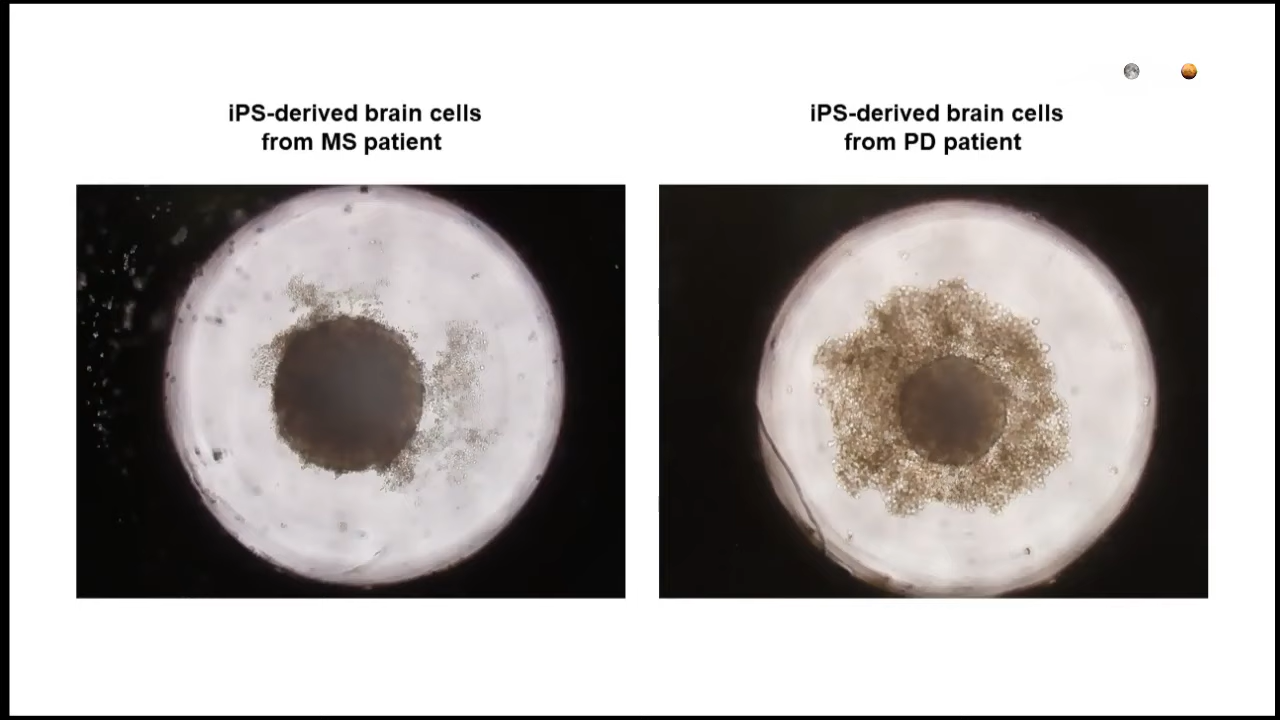 iPS-derived brain cells
from MS patient
iPS-derived brain cells
from PD patient